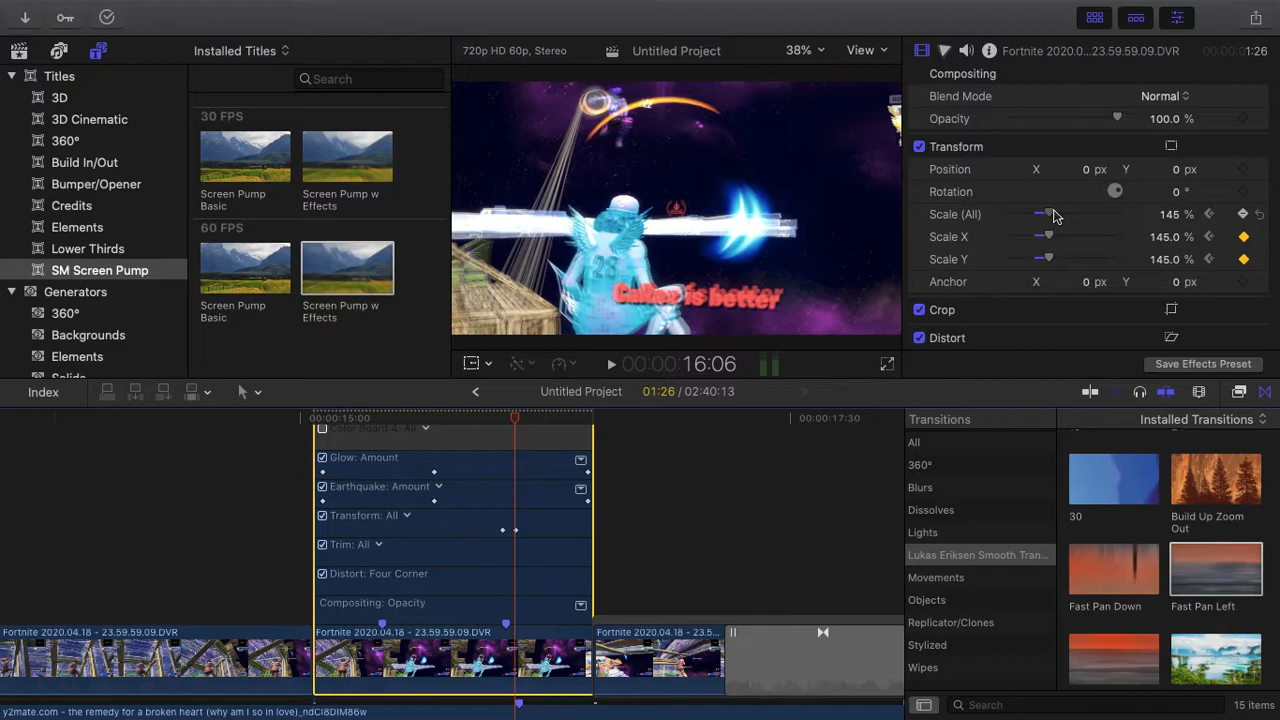 Installed Titles
720p HD 60p, Stereo
Untitled Project
38%
View
Fortnite 2020.0...23.59.59.09.DVR
1:26
Titles
3D
3D Cinematic
360°
Build In/Out
Bumper/Opener
Credits
Elements
Lower Thirds
SM Screen Pump
Generators
360°
Backgrounds
Elements
Solids
Search
30 FPS
Screen Pump Basic
Screen Pump w Effects
60 FPS
Screen Pump Basic
Screen Pump w Effects
Callex is better
Compositing
Blend Mode
Normal
Opacity
100.0 %
Transform
Position X 0 px Y 0 px
Rotation 0 °
Scale (All) 145 %
Scale X 145.0 %
Scale Y 145.0 %
Anchor X 0 px Y 0 px
Crop
Distort
Save Effects Preset
00:00:16:06
Index
Untitled Project
01:26 / 02:40:13
00:00:15:00
00:00:17:30
Color Board 4: All
Glow: Amount
Earthquake: Amount
Transform: All
Trim: All
Distort: Four Corner
Compositing: Opacity
Fortnite 2020.04.18 - 23.59.59.09.DVR
Fortnite 2020.04.18 - 23.59.59.09.DVR
Fortnite 2020.04.18 - 23.5...
y2mate.com - the remedy for a broken heart (why am I so in love)_ndCl8DIM86w
Transitions
Installed Transitions
All
360°
Blurs
Dissolves
Lights
Lukas Eriksen Smooth Tran...
Movements
Objects
Replicator/Clones
Stylized
Wipes
30
Build Up Zoom Out
Fast Pan Down
Fast Pan Left
Search
15 items